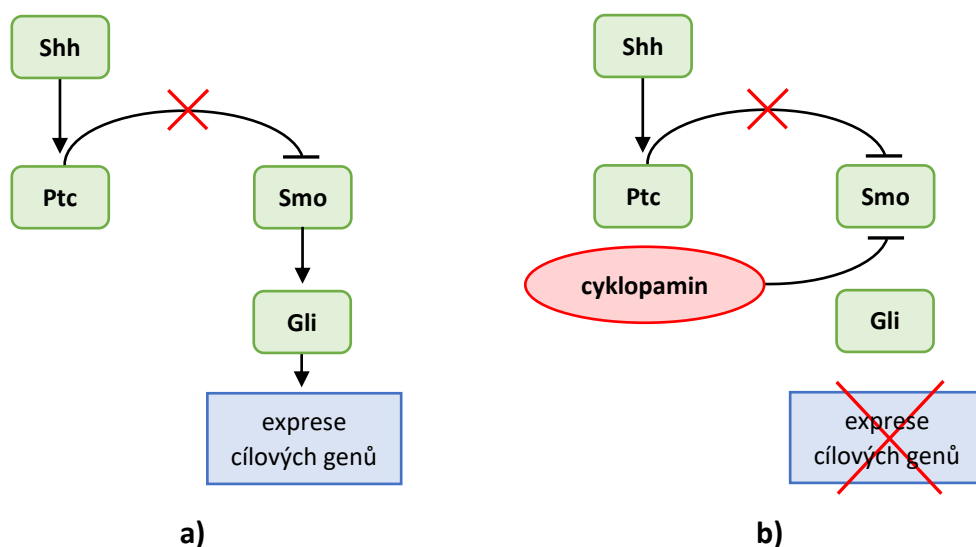 Shh
Ptc
Smo
Gli
exprese
cílových genů
a)
Shh
Ptc
Smo
cyklopamin
Gli
exprese
cílových genů
b)